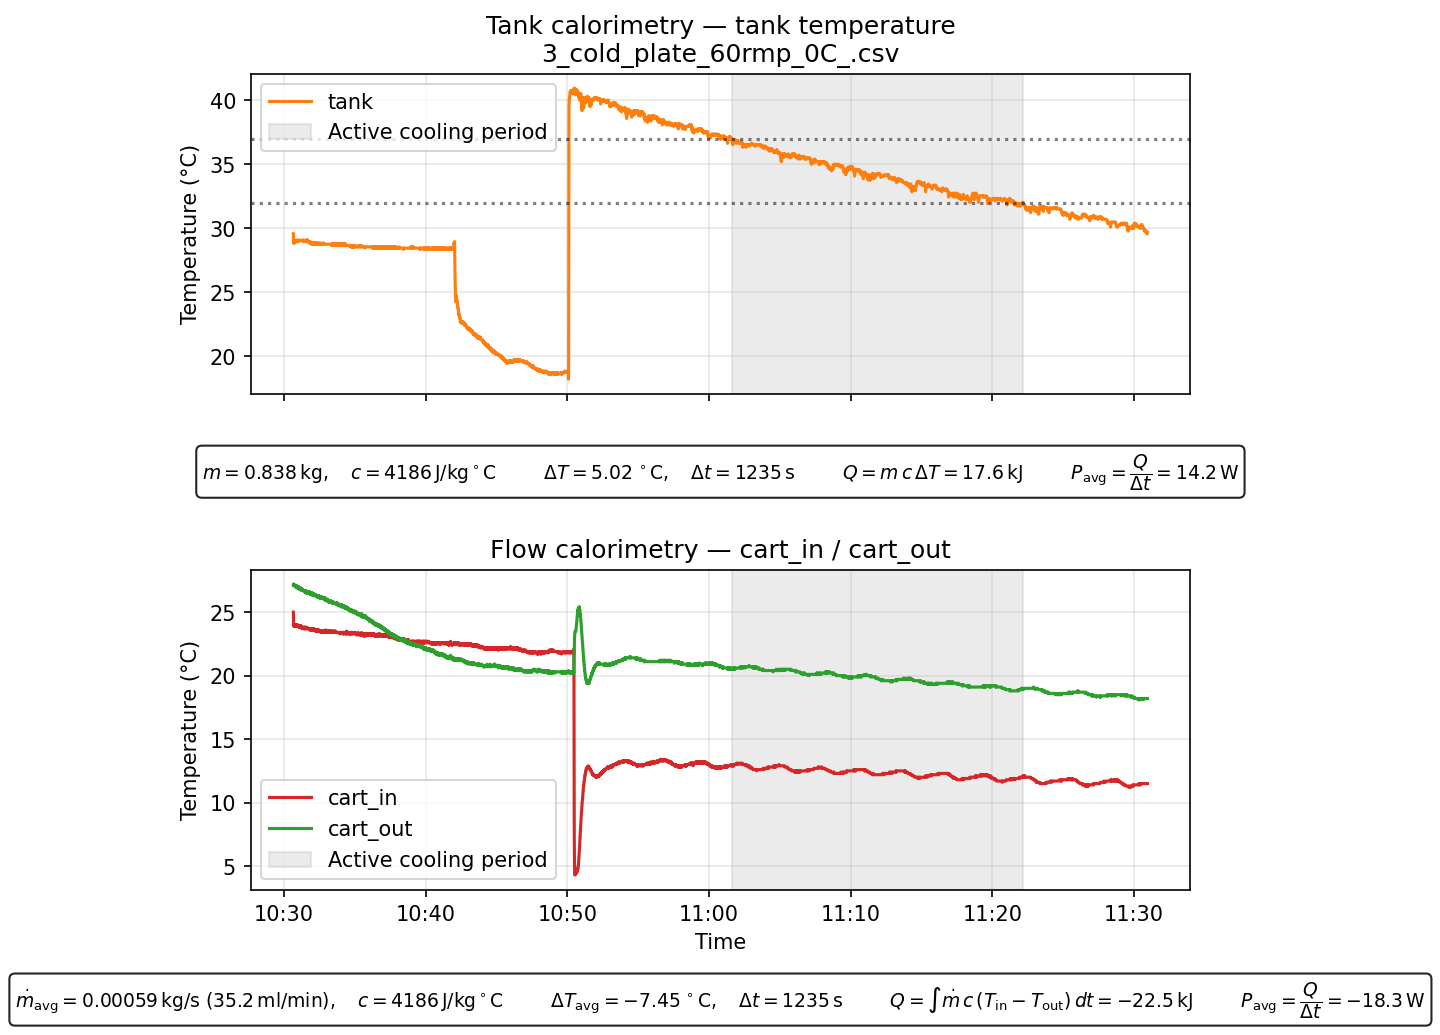 Tank calorimetry — tank temperature
3_cold_plate_60rmp_0C_.csv
tank
Active cooling period
Temperature (°C)
40
35
30
25
20
m = 0.838 kg, c = 4186 J/kg °C ΔT = 5.02 °C, Δt = 1235 s Q = m c ΔT = 17.6 kJ P_avg = Q/Δt = 14.2 W
Flow calorimetry — cart_in / cart_out
Temperature (°C)
25
20
15
10
5
cart_in
cart_out
Active cooling period
10:30 10:40 10:50 11:00 11:10 11:20 11:30
Time
ṁ_avg = 0.00059 kg/s (35.2 ml/min), c = 4186 J/kg °C ΔT_avg = −7.45 °C, Δt = 1235 s Q = ∫ ṁ c (T_in − T_out) dt = −22.5 kJ P_avg = Q/Δt = −18.3 W